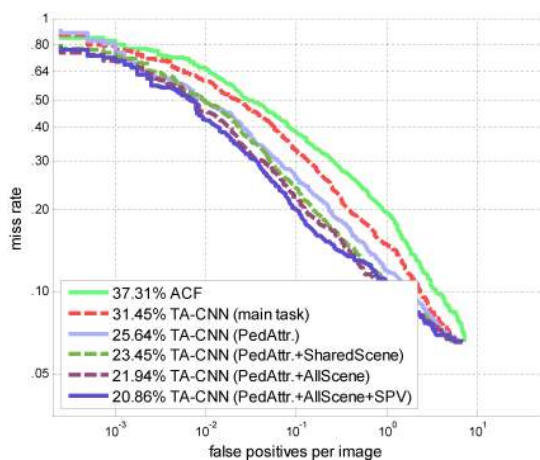 1
.80
.64
.50
.40
.30
.20
.10
.05
miss rate
37.31% ACF
31.45% TA-CNN (main task)
25.64% TA-CNN (PedAttr.)
23.45% TA-CNN (PedAttr.+SharedScene)
21.94% TA-CNN (PedAttr.+AllScene)
20.86% TA-CNN (PedAttr.+AllScene+SPV)
10⁻³ 10⁻² 10⁻¹ 10⁰ 10¹
false positives per image